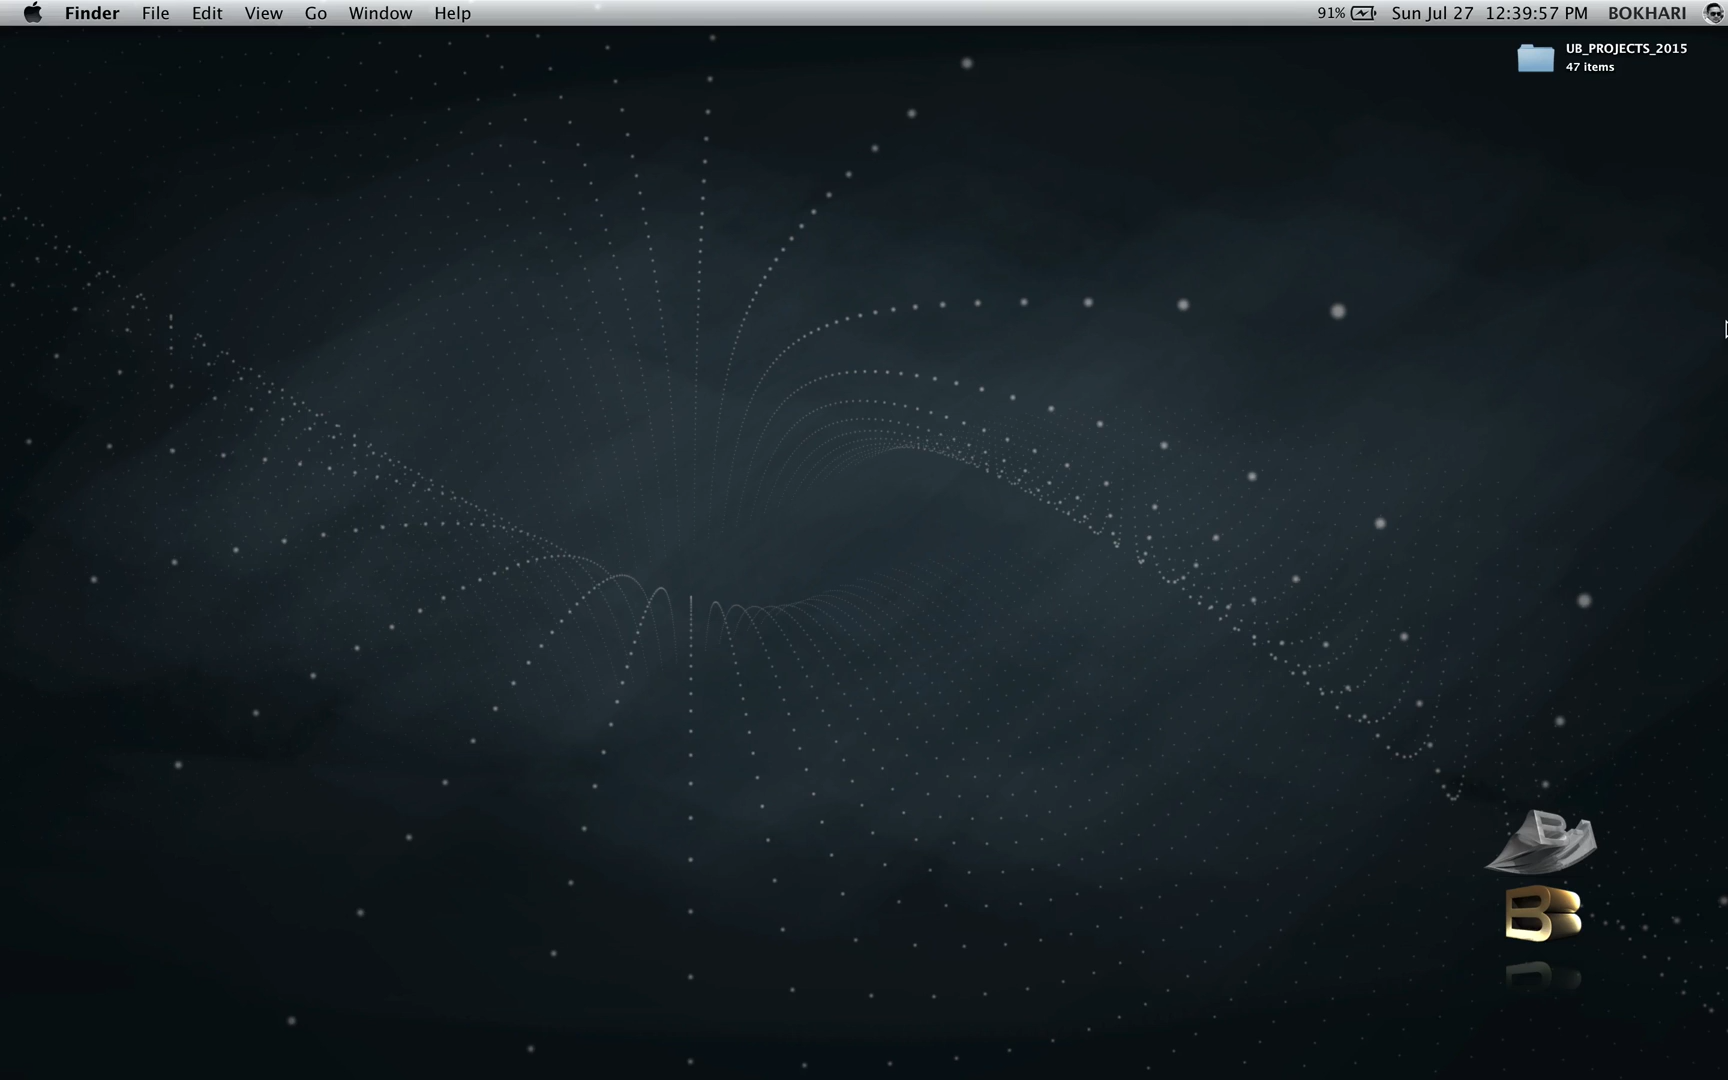 Finder File Edit View Go Window Help 91% Sun Jul 27 12:39:57 PM BOKHARI
UB_PROJECTS_2015
47 items
B
B